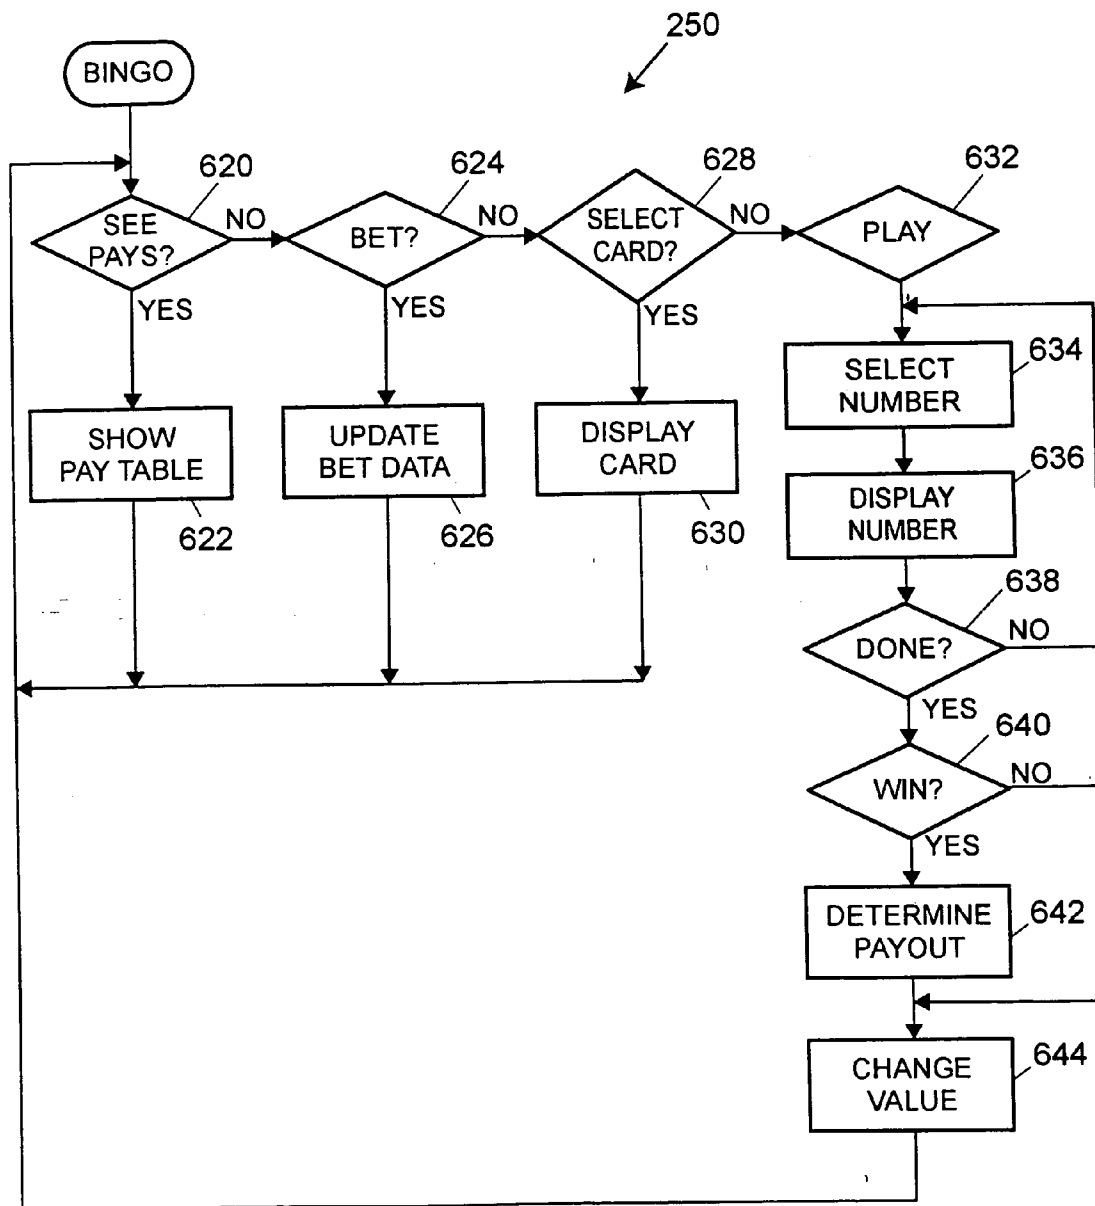 250
BINGO
620
624
628
632
SEE
PAYS?
NO
BET?
NO
SELECT
CARD?
NO
PLAY
YES
YES
YES
634
SELECT
NUMBER
SHOW
PAY TABLE
UPDATE
BET DATA
DISPLAY
CARD
636
DISPLAY
NUMBER
622
626
630
638
DONE?
NO
YES
640
WIN?
NO
YES
DETERMINE
PAYOUT
642
CHANGE
VALUE
644